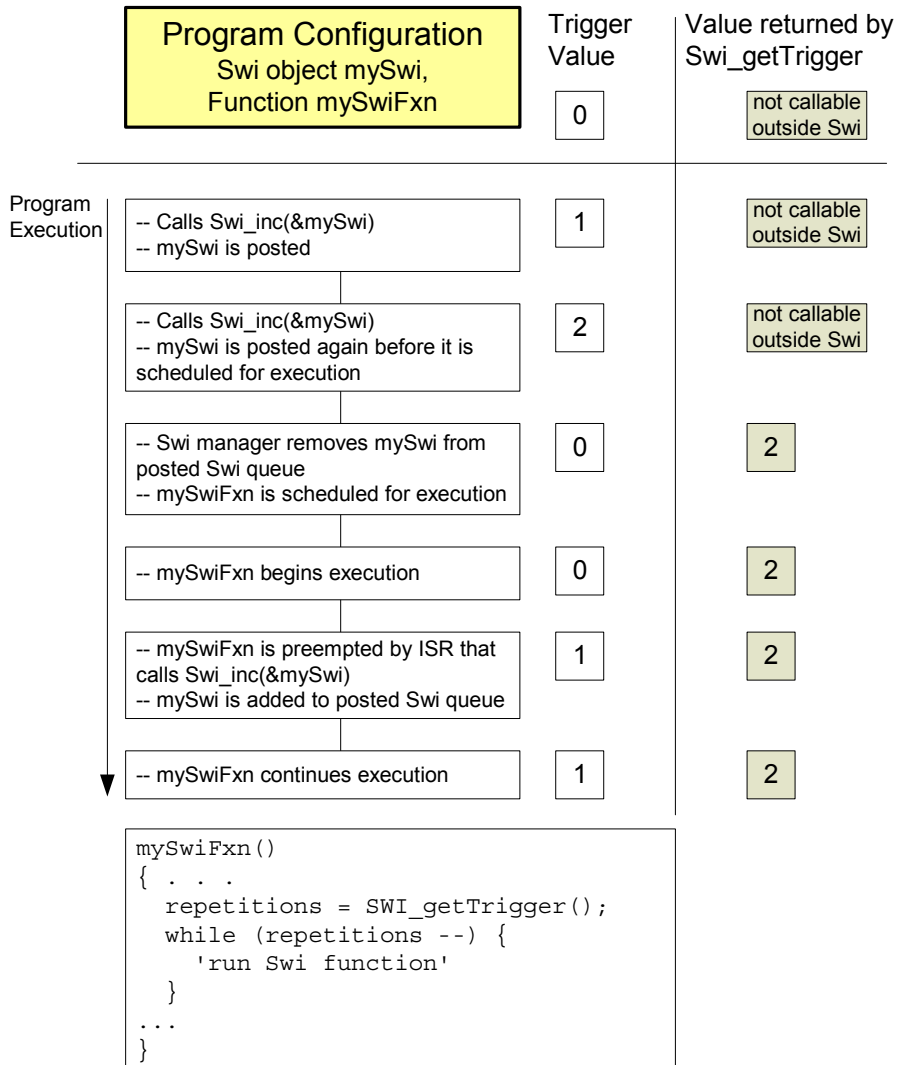 Program Configuration
Swi object mySwi,
Function mySwiFxn
Trigger
Value
Value returned by
Swi_getTrigger
0
not callable
outside Swi
Program
Execution
-- Calls Swi_inc(&mySwi)
-- mySwi is posted
1
not callable
outside Swi
-- Calls Swi_inc(&mySwi)
-- mySwi is posted again before it is
scheduled for execution
2
not callable
outside Swi
-- Swi manager removes mySwi from
posted Swi queue
-- mySwiFxn is scheduled for execution
0
2
-- mySwiFxn begins execution
0
2
-- mySwiFxn is preempted by ISR that
calls Swi_inc(&mySwi)
-- mySwi is added to posted Swi queue
1
2
-- mySwiFxn continues execution
1
2
mySwiFxn()
{ . . .
repetitions = SWI_getTrigger();
while (repetitions --) {
'run Swi function'
}
...
}